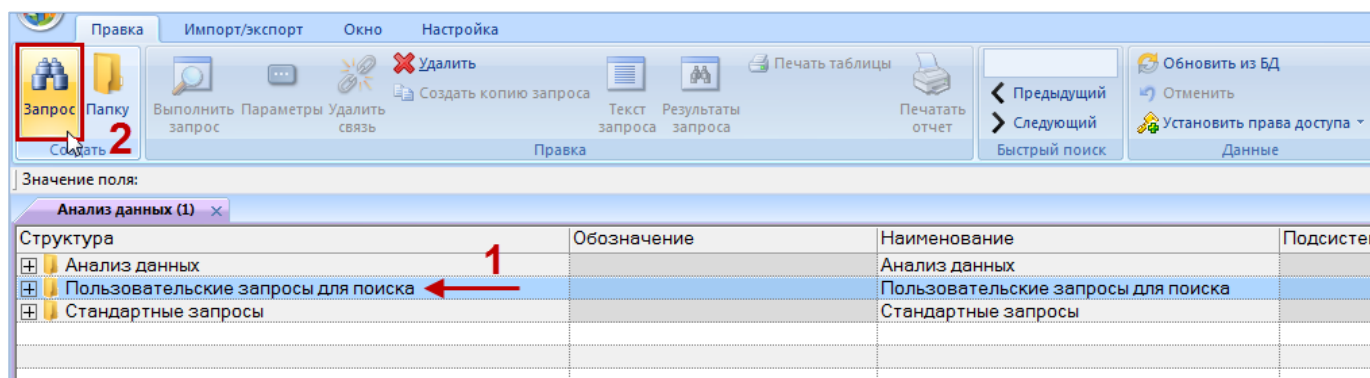 Правка Импорт/экспорт Окно Настройка
Запрос Папку
Создать
2
Выполнить запрос
Параметры
Удалить связь
Удалить
Создать копию запроса
Текст запроса
Результаты запроса
Печать таблицы
Печатать отчет
Правка
Предыдущий
Следующий
Быстрый поиск
Обновить из БД
Отменить
Установить права доступа
Данные
Значение поля:
Анализ данных (1)
Структура Обозначение Наименование
Анализ данных Анализ данных
1
Пользовательские запросы для поиска Пользовательские запросы для поиска
Стандартные запросы Стандартные запросы